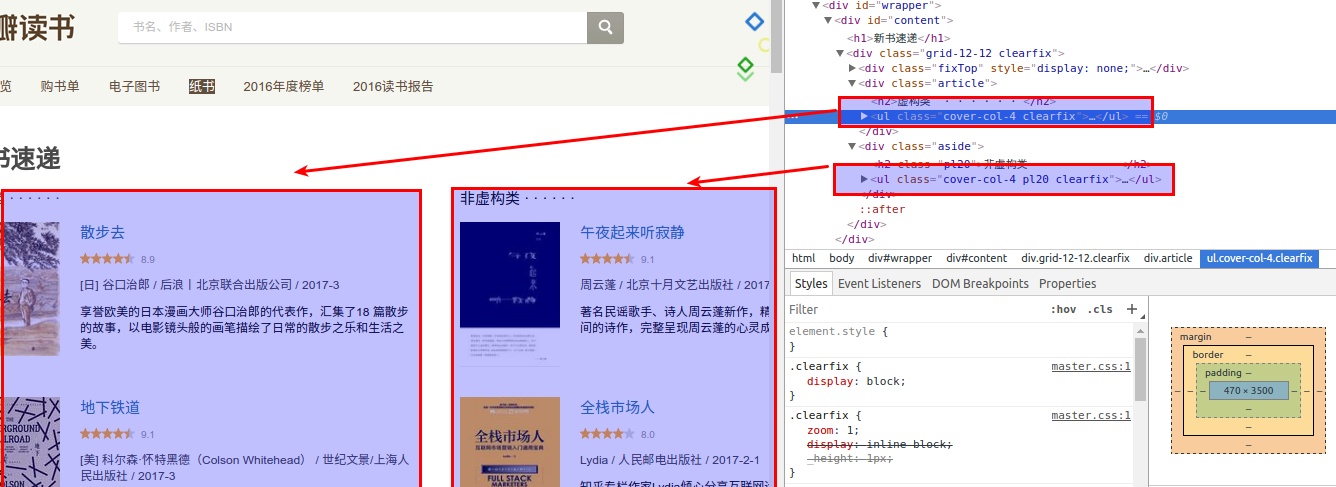 瓣读书
书名、作者、ISBN
览 购书单 电子图书 纸书 2016年度榜单 2016读书报告
书速递
· · · · · ·
散步去
8.9
[日] 谷口治郎 / 后浪丨北京联合出版公司 / 2017-3
享誉欧美的日本漫画大师谷口治郎的代表作，汇集了18 篇散步
的故事，以电影镜头般的画笔描绘了日常的散步之乐和生活之
美。
地下铁道
9.1
[美] 科尔森·怀特黑德（Colson Whitehead） / 世纪文景/上海人
民出版社 / 2017-3
非虚构类 · · · · · ·
午夜起来听寂静
9.1
周云蓬 / 北京十月文艺出版社 / 2017
著名民谣歌手、诗人周云蓬新作，精
间的诗作，完整呈现周云蓬的心灵成
全栈市场人
8.0
Lydia / 人民邮电出版社 / 2017-2-1
知乎专栏作家Lydia倾心分享互联网运
全栈市场人
FULL STACK
MARKETERS
▼<div id="wrapper">
▼<div id="content">
<h1>新书速递</h1>
▼<div class="grid-12-12 clearfix">
▶<div class="fixTop" style="display: none;">…</div>
▼<div class="article">
<h2>虚构类 · · · · · · </h2>
▶<ul class="cover-col-4 clearfix">…</ul> == $0
</div>
▼<div class="aside">
<h2 class="pl20">非虚构类 </h2>
▶<ul class="cover-col-4 pl20 clearfix">…</ul>
</div>
::after
</div>
</div>
html body div#wrapper div#content div.grid-12-12.clearfix div.article ul.cover-col-4.clearfix
Styles Event Listeners DOM Breakpoints Properties
Filter :hov .cls +
element.style {
}
.clearfix { master.css:1
display: block;
}
.clearfix { master.css:1
zoom: 1;
display: inline-block;
_height: 1px;
}
margin –
border –
padding –
– – – 470 × 3500 – – –
–
–
–